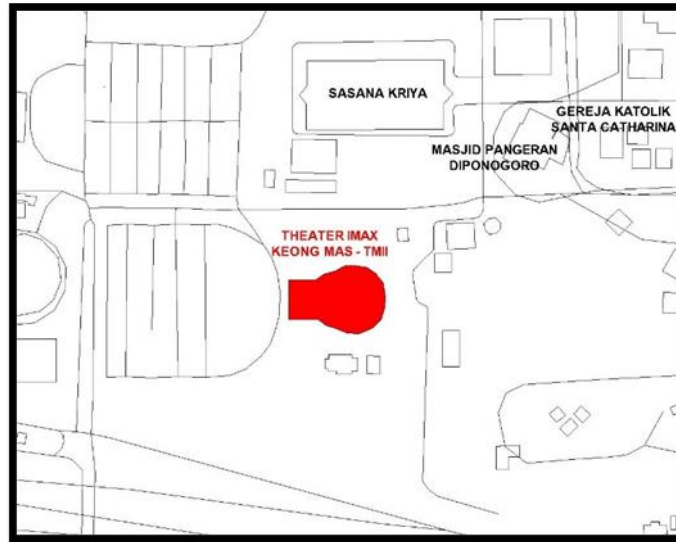 SASANA KRIYA
GEREJA KATOLIK
SANTA CATHARINA
MASJID PANGERAN
DIPONOGORO
THEATER IMAX
KEONG MAS - TMII